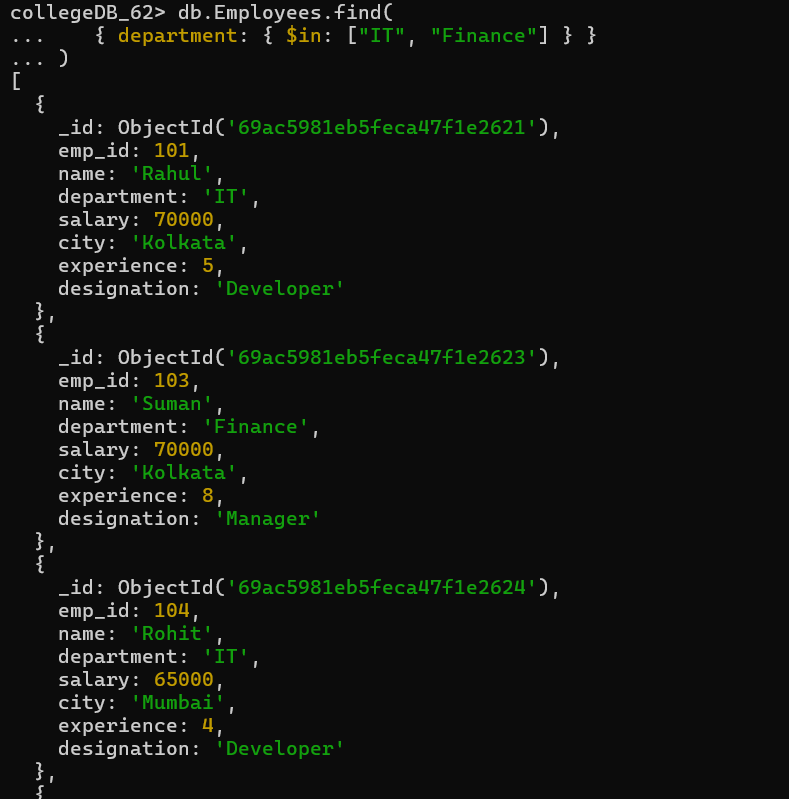 collegeDB_62> db.Employees.find(
...    { department: { $in: ["IT", "Finance"] } }
... )
[
  {
    _id: ObjectId('69ac5981eb5feca47f1e2621'),
    emp_id: 101,
    name: 'Rahul',
    department: 'IT',
    salary: 70000,
    city: 'Kolkata',
    experience: 5,
    designation: 'Developer'
  },
  {
    _id: ObjectId('69ac5981eb5feca47f1e2623'),
    emp_id: 103,
    name: 'Suman',
    department: 'Finance',
    salary: 70000,
    city: 'Kolkata',
    experience: 8,
    designation: 'Manager'
  },
  {
    _id: ObjectId('69ac5981eb5feca47f1e2624'),
    emp_id: 104,
    name: 'Rohit',
    department: 'IT',
    salary: 65000,
    city: 'Mumbai',
    experience: 4,
    designation: 'Developer'
  },
  {